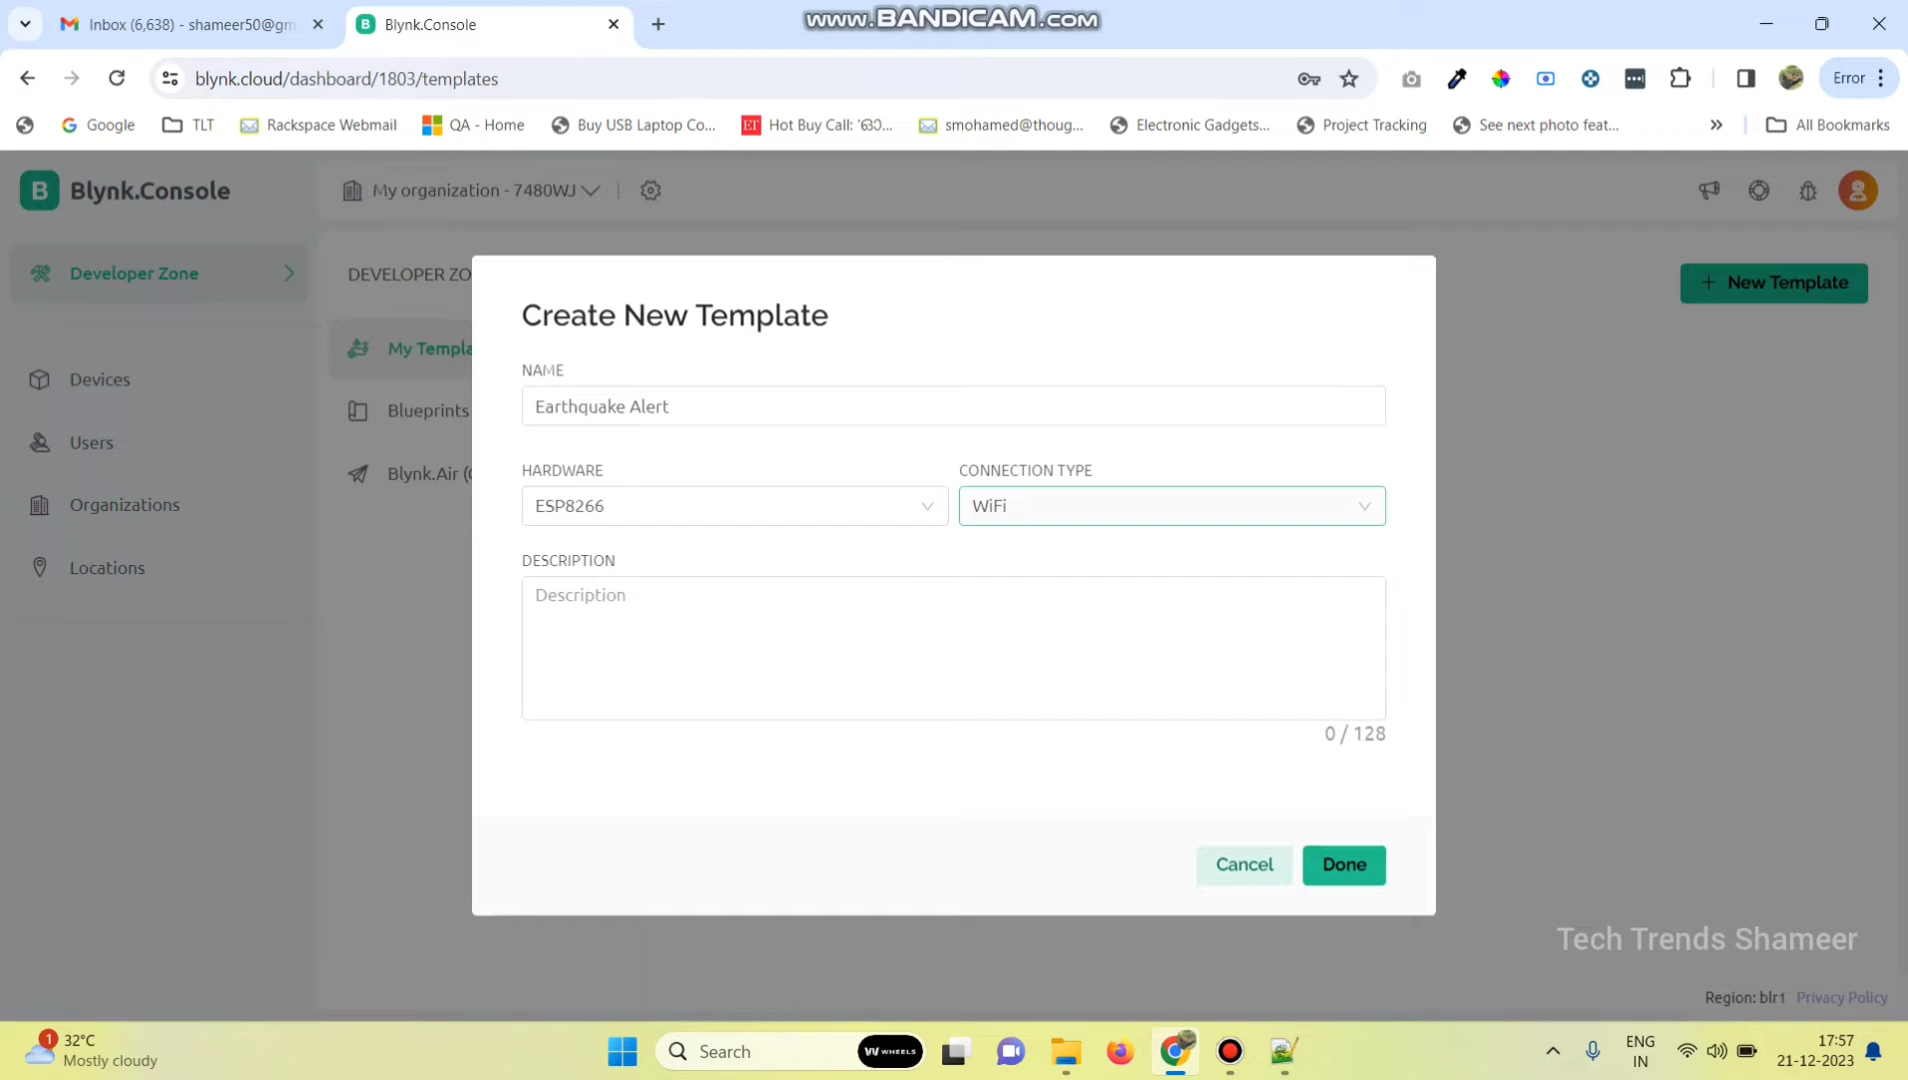 Inbox (6,638) - shameer50@gm
Blynk.Console
www.BANDICAM.com
blynk.cloud/dashboard/1803/templates
Error
Google
TLT
Rackspace Webmail
QA - Home
Buy USB Laptop Co...
Hot Buy Call:
smohamed@thoug...
Electronic Gadgets...
Project Tracking
See next photo feat...
»
All Bookmarks
B Blynk.Console
My organization - 7480WJ
Developer Zone
DEVELOPER ZO
+ New Template
Devices
Users
Organizations
Locations
My Templa
Blueprints
Blynk.Air (
Create New Template
NAME
Earthquake Alert
HARDWARE
CONNECTION TYPE
ESP8266
WiFi
DESCRIPTION
Description
0 / 128
Cancel
Done
Tech Trends Shameer
Region: blr1 Privacy Policy
1
32°C
Mostly cloudy
Search
WHEELS
ENG
IN
17:57
21-12-2023